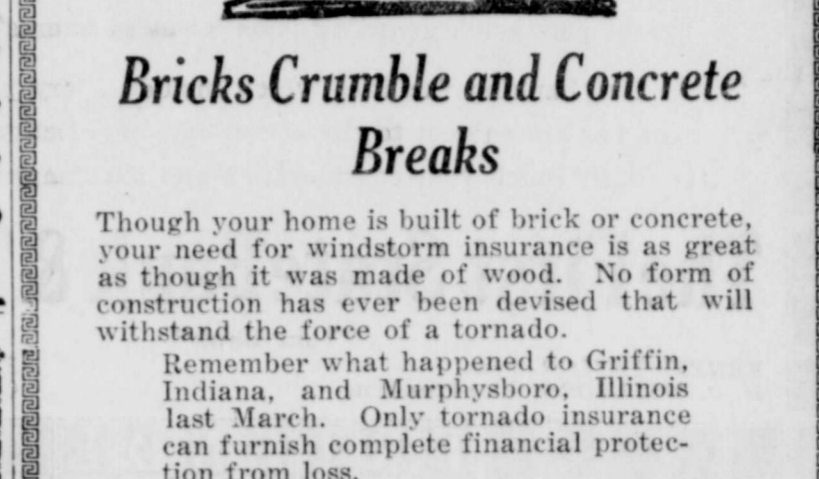 Bricks Crumble and Concrete
Breaks
Though your home is built of brick or concrete,
your need for windstorm insurance is as great
as though it was made of wood. No form of
construction has ever been devised that will
withstand the force of a tornado.
Remember what happened to Griffin,
Indiana, and Murphysboro, Illinois
last March. Only tornado insurance
can furnish complete financial protec-
tion from loss.